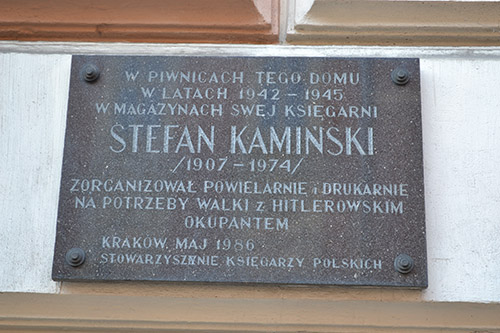 W PIWNICACH TEGO DOMU
W LATACH 1942 – 1945
W MAGAZYNACH SWEJ KSIĘGARNI
STEFAN KAMIŃSKI
/1907 – 1974/
ZORGANIZOWAŁ POWIELARNIE i DRUKARNIE
NA POTRZEBY WALKI z HITLEROWSKIM
OKUPANTEM
KRAKÓW, MAJ 1986
STOWARZYSZENIE KSIĘGARZY POLSKICH